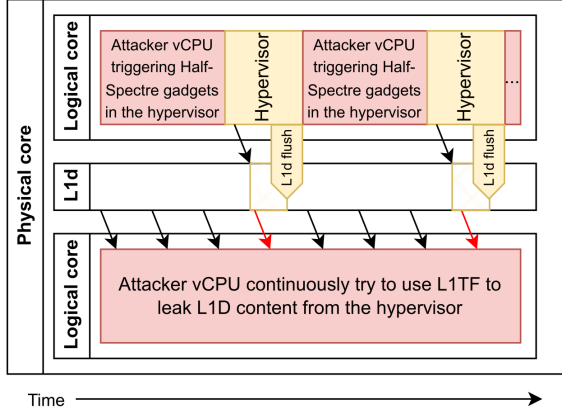 Physical core
Logical core
Attacker vCPU
triggering Half-
Spectre gadgets
in the hypervisor
Hypervisor
L1d flush
Attacker vCPU
triggering Half-
Spectre gadgets
in the hypervisor
Hypervisor
L1d flush
...
L1d
Logical core
Attacker vCPU continuously try to use L1TF to
leak L1D content from the hypervisor
Time